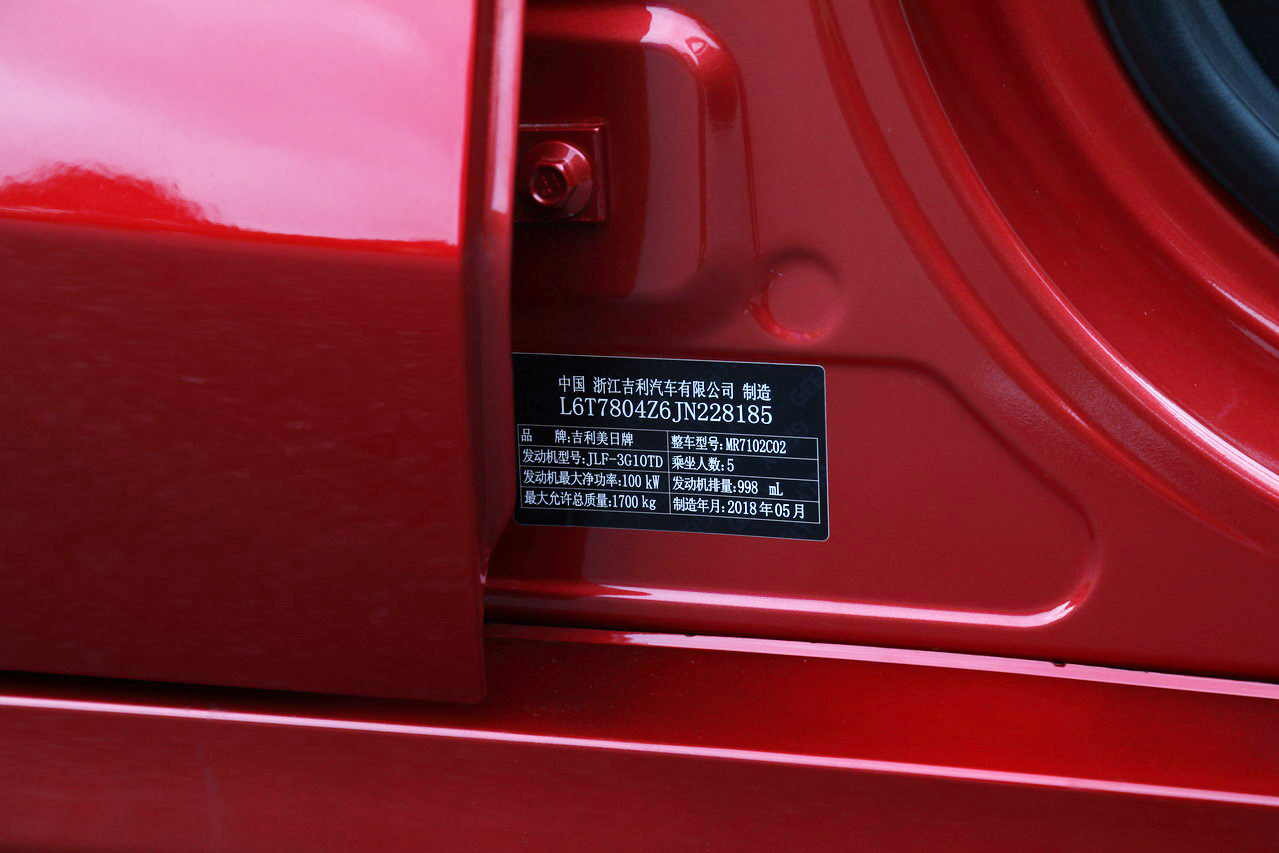 中国 浙江吉利汽车有限公司 制造
L6T7804Z6JN228185
品 牌:吉利美日牌 整车型号:MR7102C02
发动机型号:JLF-3G10TD 乘坐人数:5
发动机最大净功率:100 kW 发动机排量:998 mL
最大允许总质量:1700 kg 制造年月:2018年05月